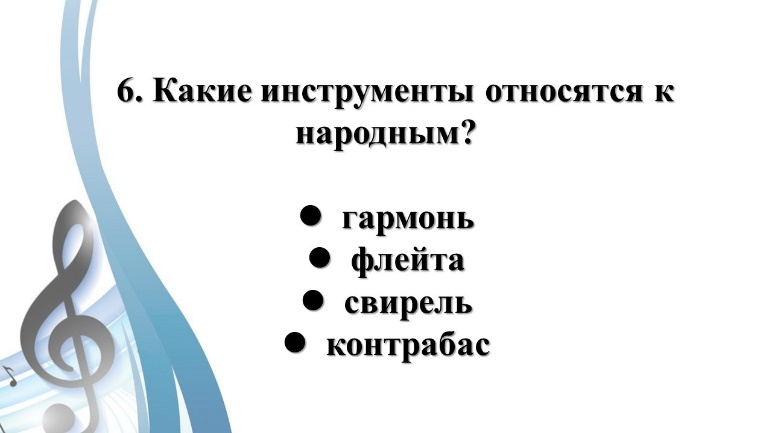 6. Какие инструменты относятся к
народным?
● гармонь
● флейта
● свирель
● контрабас